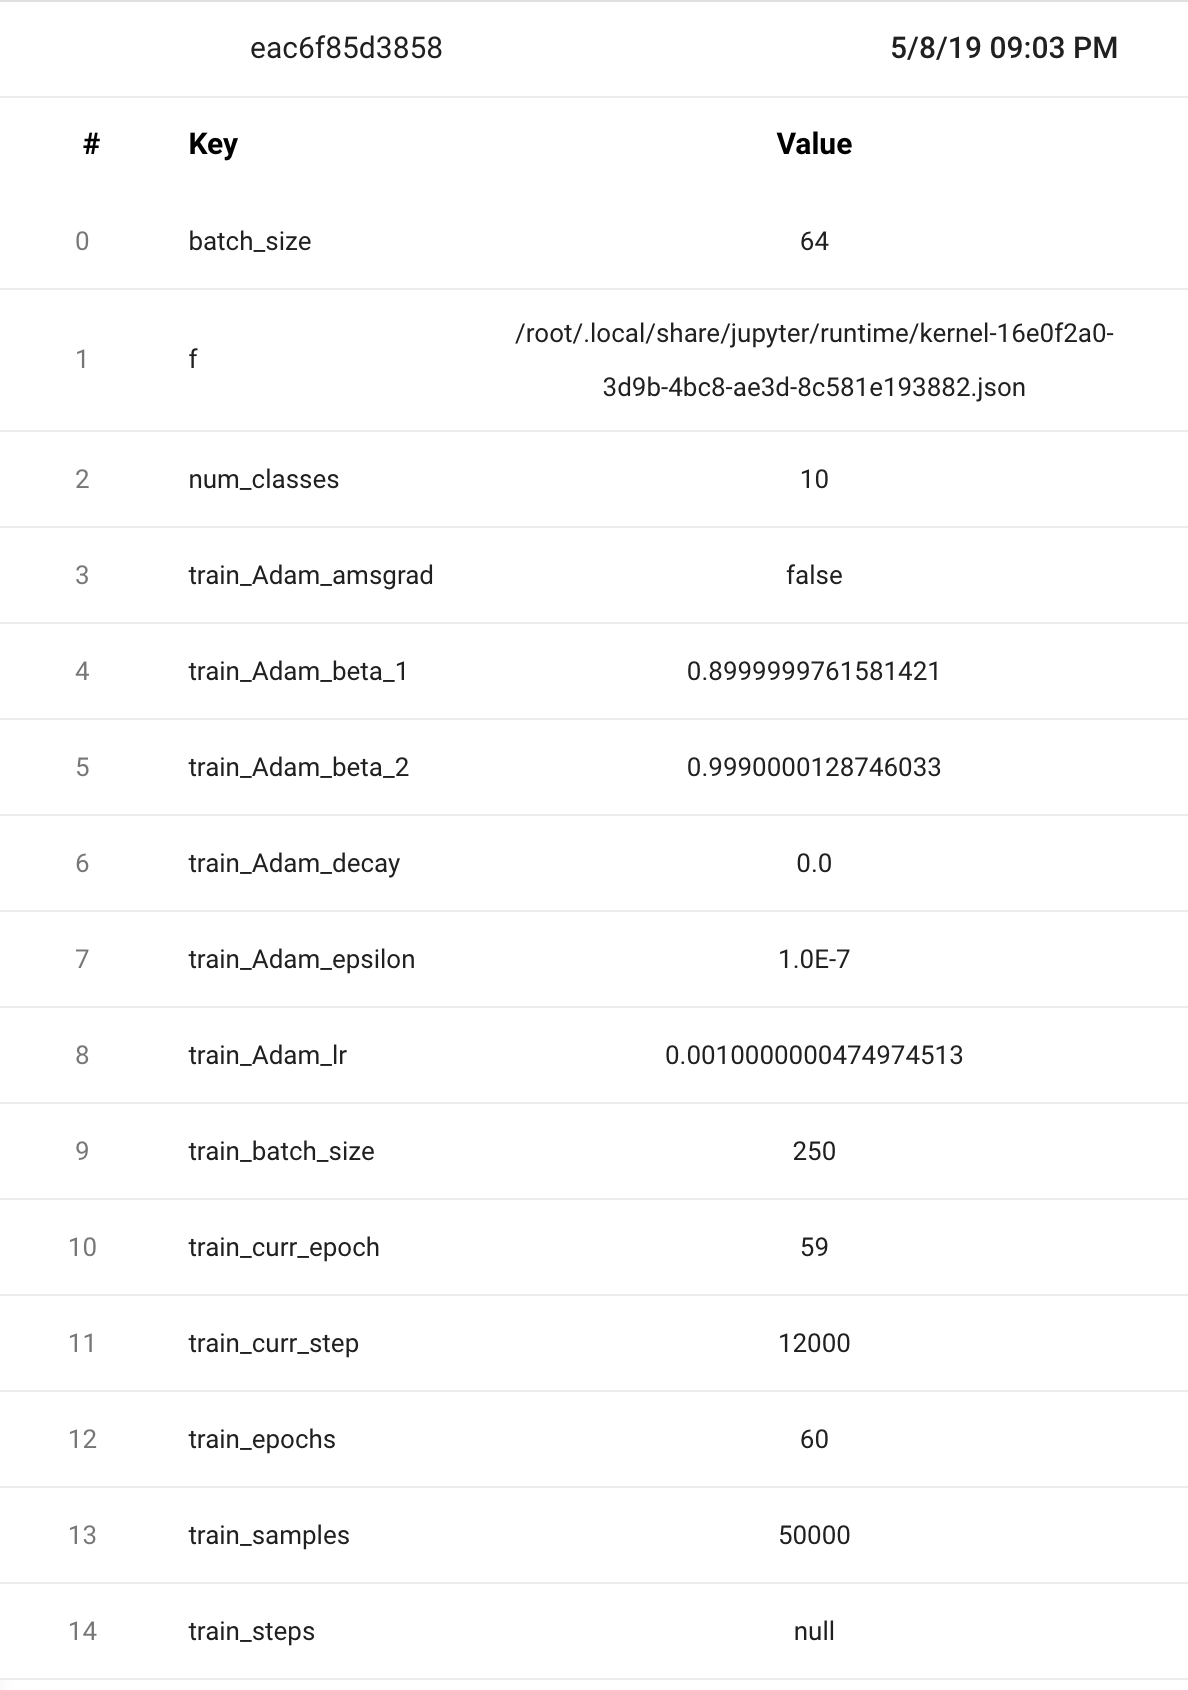 eac6f85d3858 5/8/19 09:03 PM
# Key Value
0 batch_size 64
/root/.local/share/jupyter/runtime/kernel-16e0f2a0-
1 f
3d9b-4bc8-ae3d-8c581e193882.json
2 num_classes 10
3 train_Adam_amsgrad false
4 train_Adam_beta_1 0.8999999761581421
5 train_Adam_beta_2 0.9990000128746033
6 train_Adam_decay 0.0
7 train_Adam_epsilon 1.0E-7
8 train_Adam_lr 0.0010000000474974513
9 train_batch_size 250
10 train_curr_epoch 59
11 train_curr_step 12000
12 train_epochs 60
13 train_samples 50000
14 train_steps null